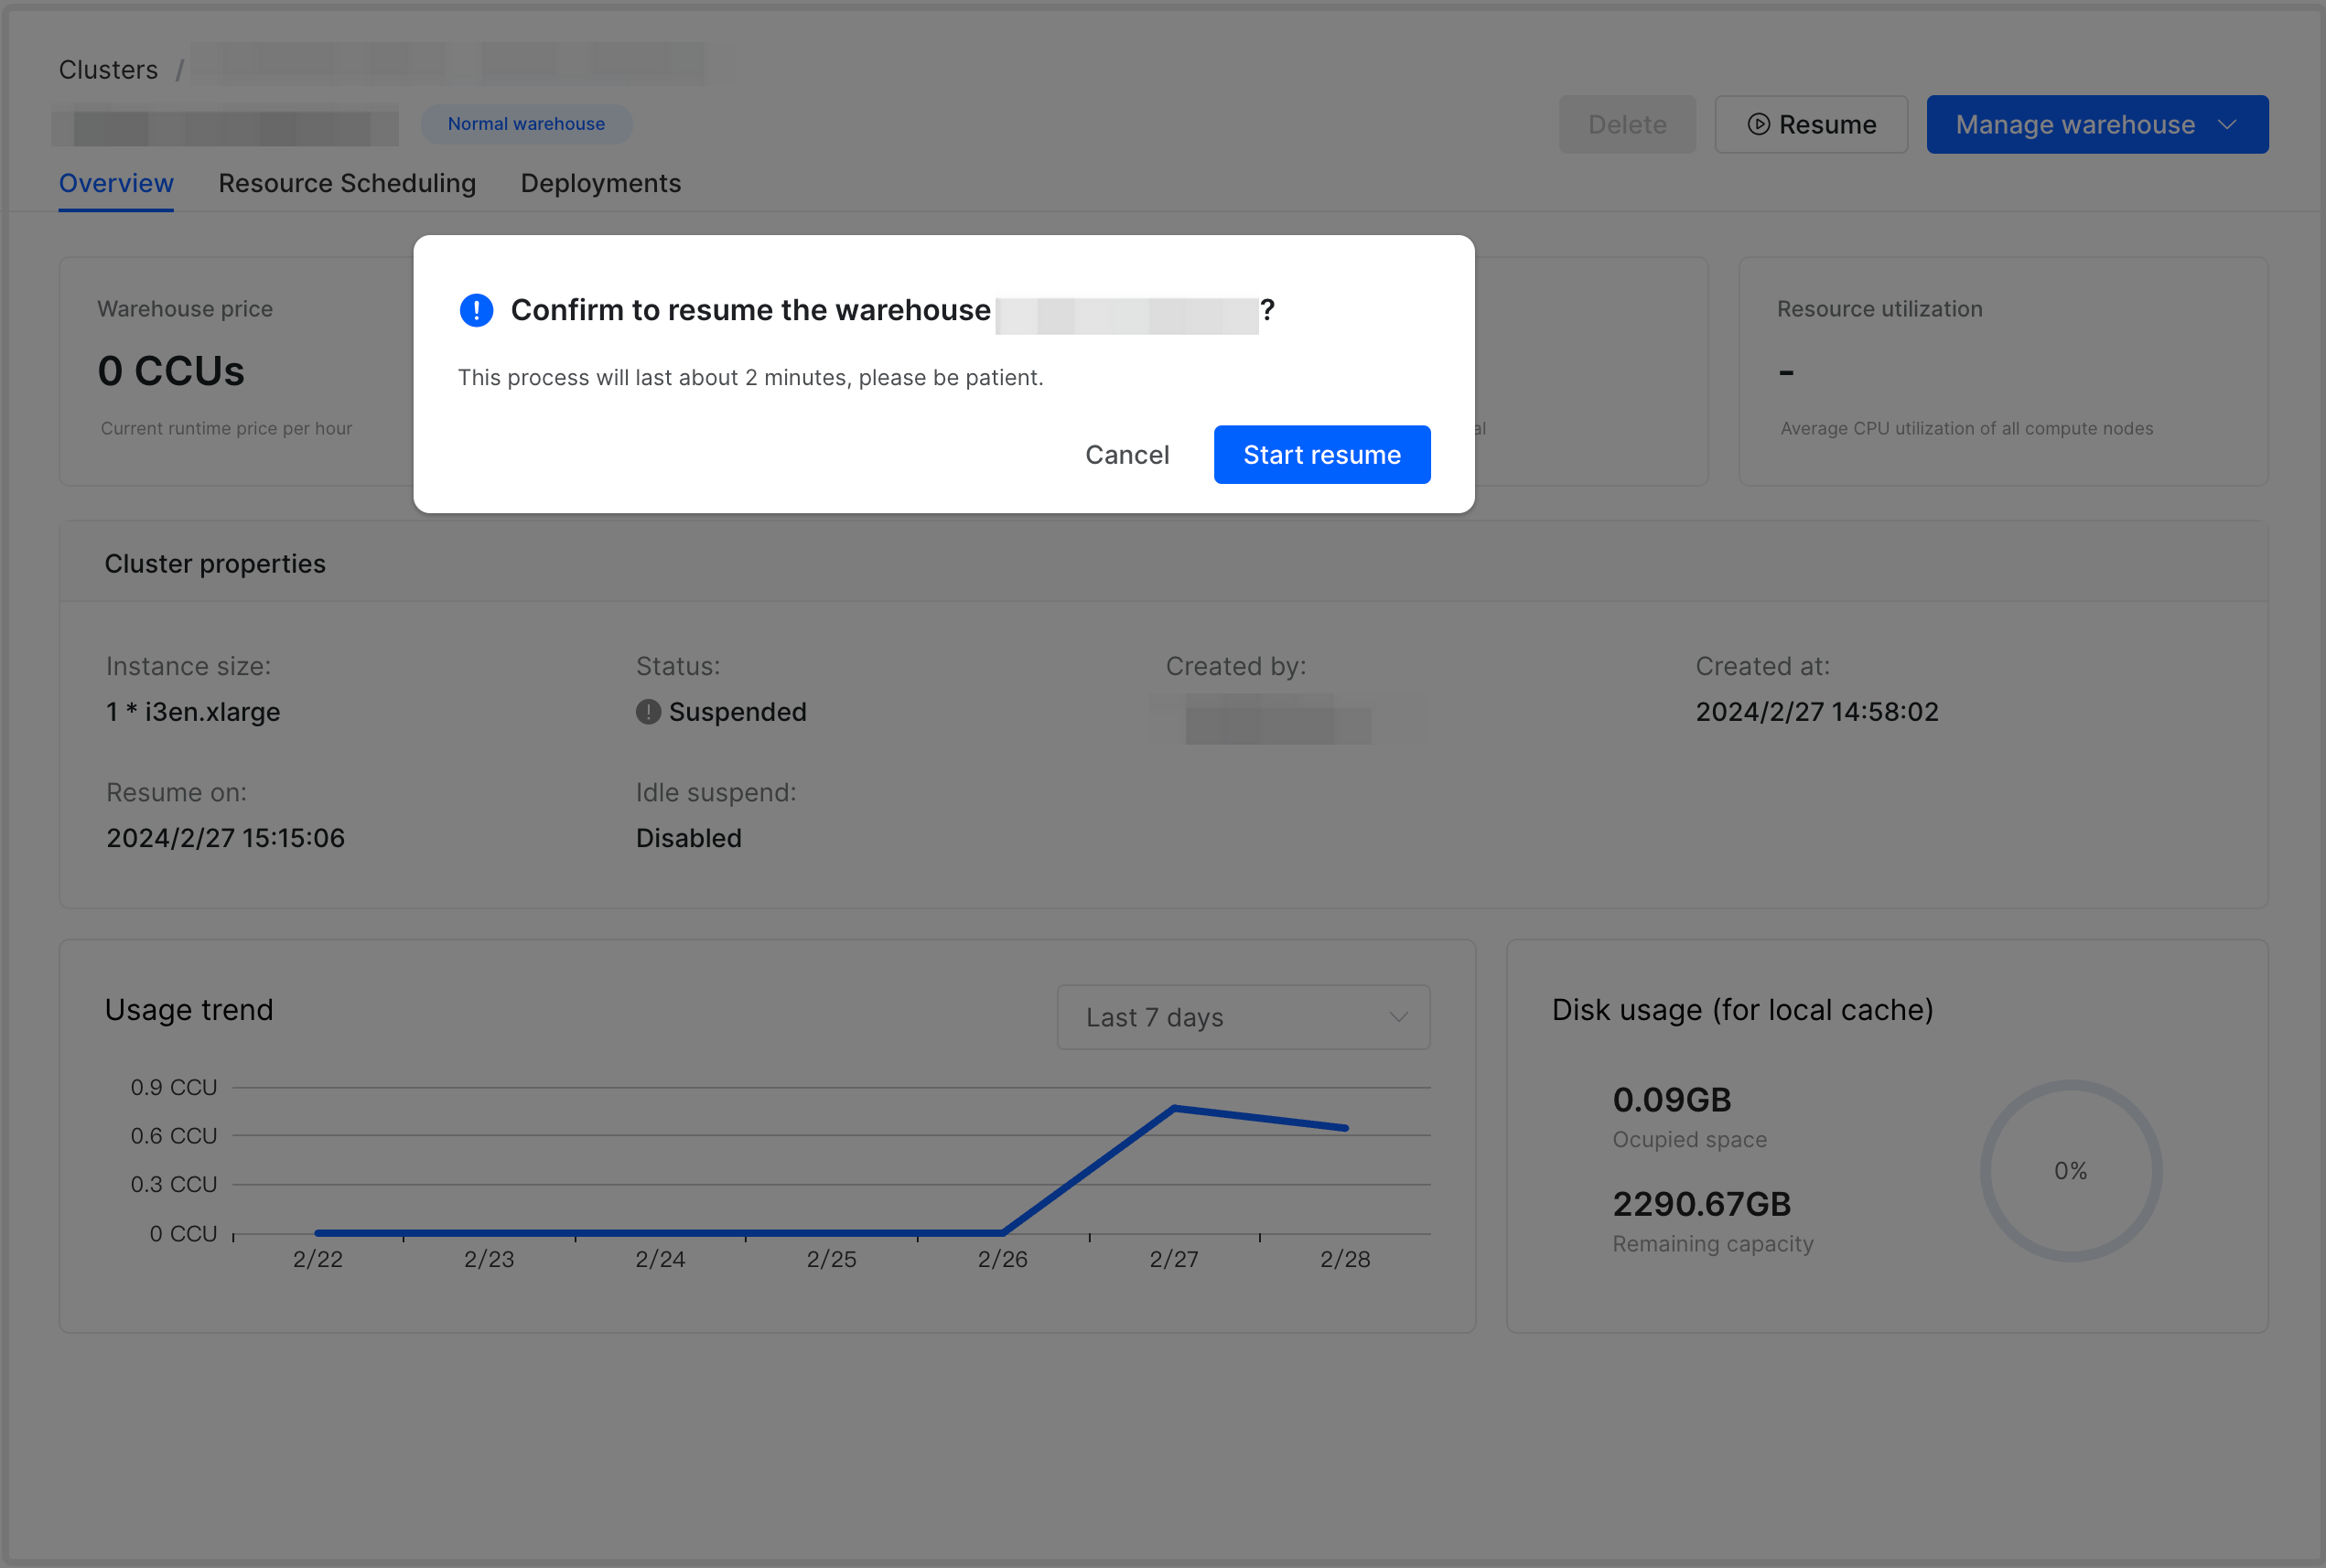 Clusters /
Normal warehouse
Delete
Resume
Manage warehouse
Overview
Resource Scheduling
Deployments
Confirm to resume the warehouse ?
This process will last about 2 minutes, please be patient.
Cancel
Start resume
Warehouse price
0 CCUs
Current runtime price per hour
al
Resource utilization
-
Average CPU utilization of all compute nodes
Cluster properties
Instance size:
1 * i3en.xlarge
Status:
Suspended
Created by:
Created at:
2024/2/27 14:58:02
Resume on:
2024/2/27 15:15:06
Idle suspend:
Disabled
Usage trend
Last 7 days
0.9 CCU
0.6 CCU
0.3 CCU
0 CCU
2/22 2/23 2/24 2/25 2/26 2/27 2/28
Disk usage (for local cache)
0.09GB
Ocupied space
2290.67GB
Remaining capacity
0%